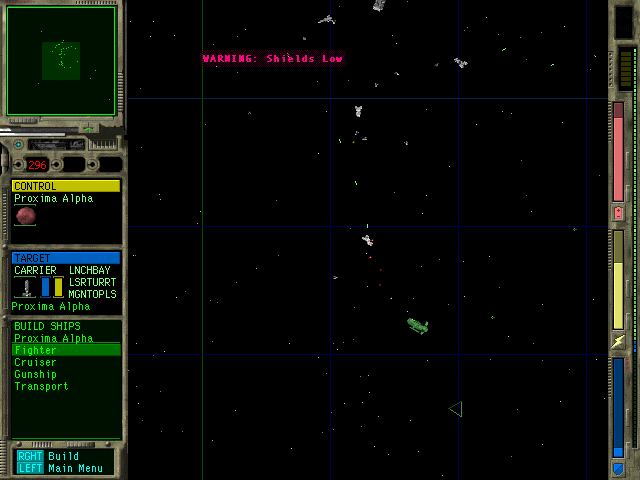 WARNING: Shields Low
296
CONTROL
Proxima Alpha
TARGET
CARRIER LNCHBAY
LSRTURRT
MGNTOPLS
Proxima Alpha
BUILD SHIPS
Proxima Alpha
Fighter
Cruiser
Gunship
Transport
RGHT Build
LEFT Main Menu